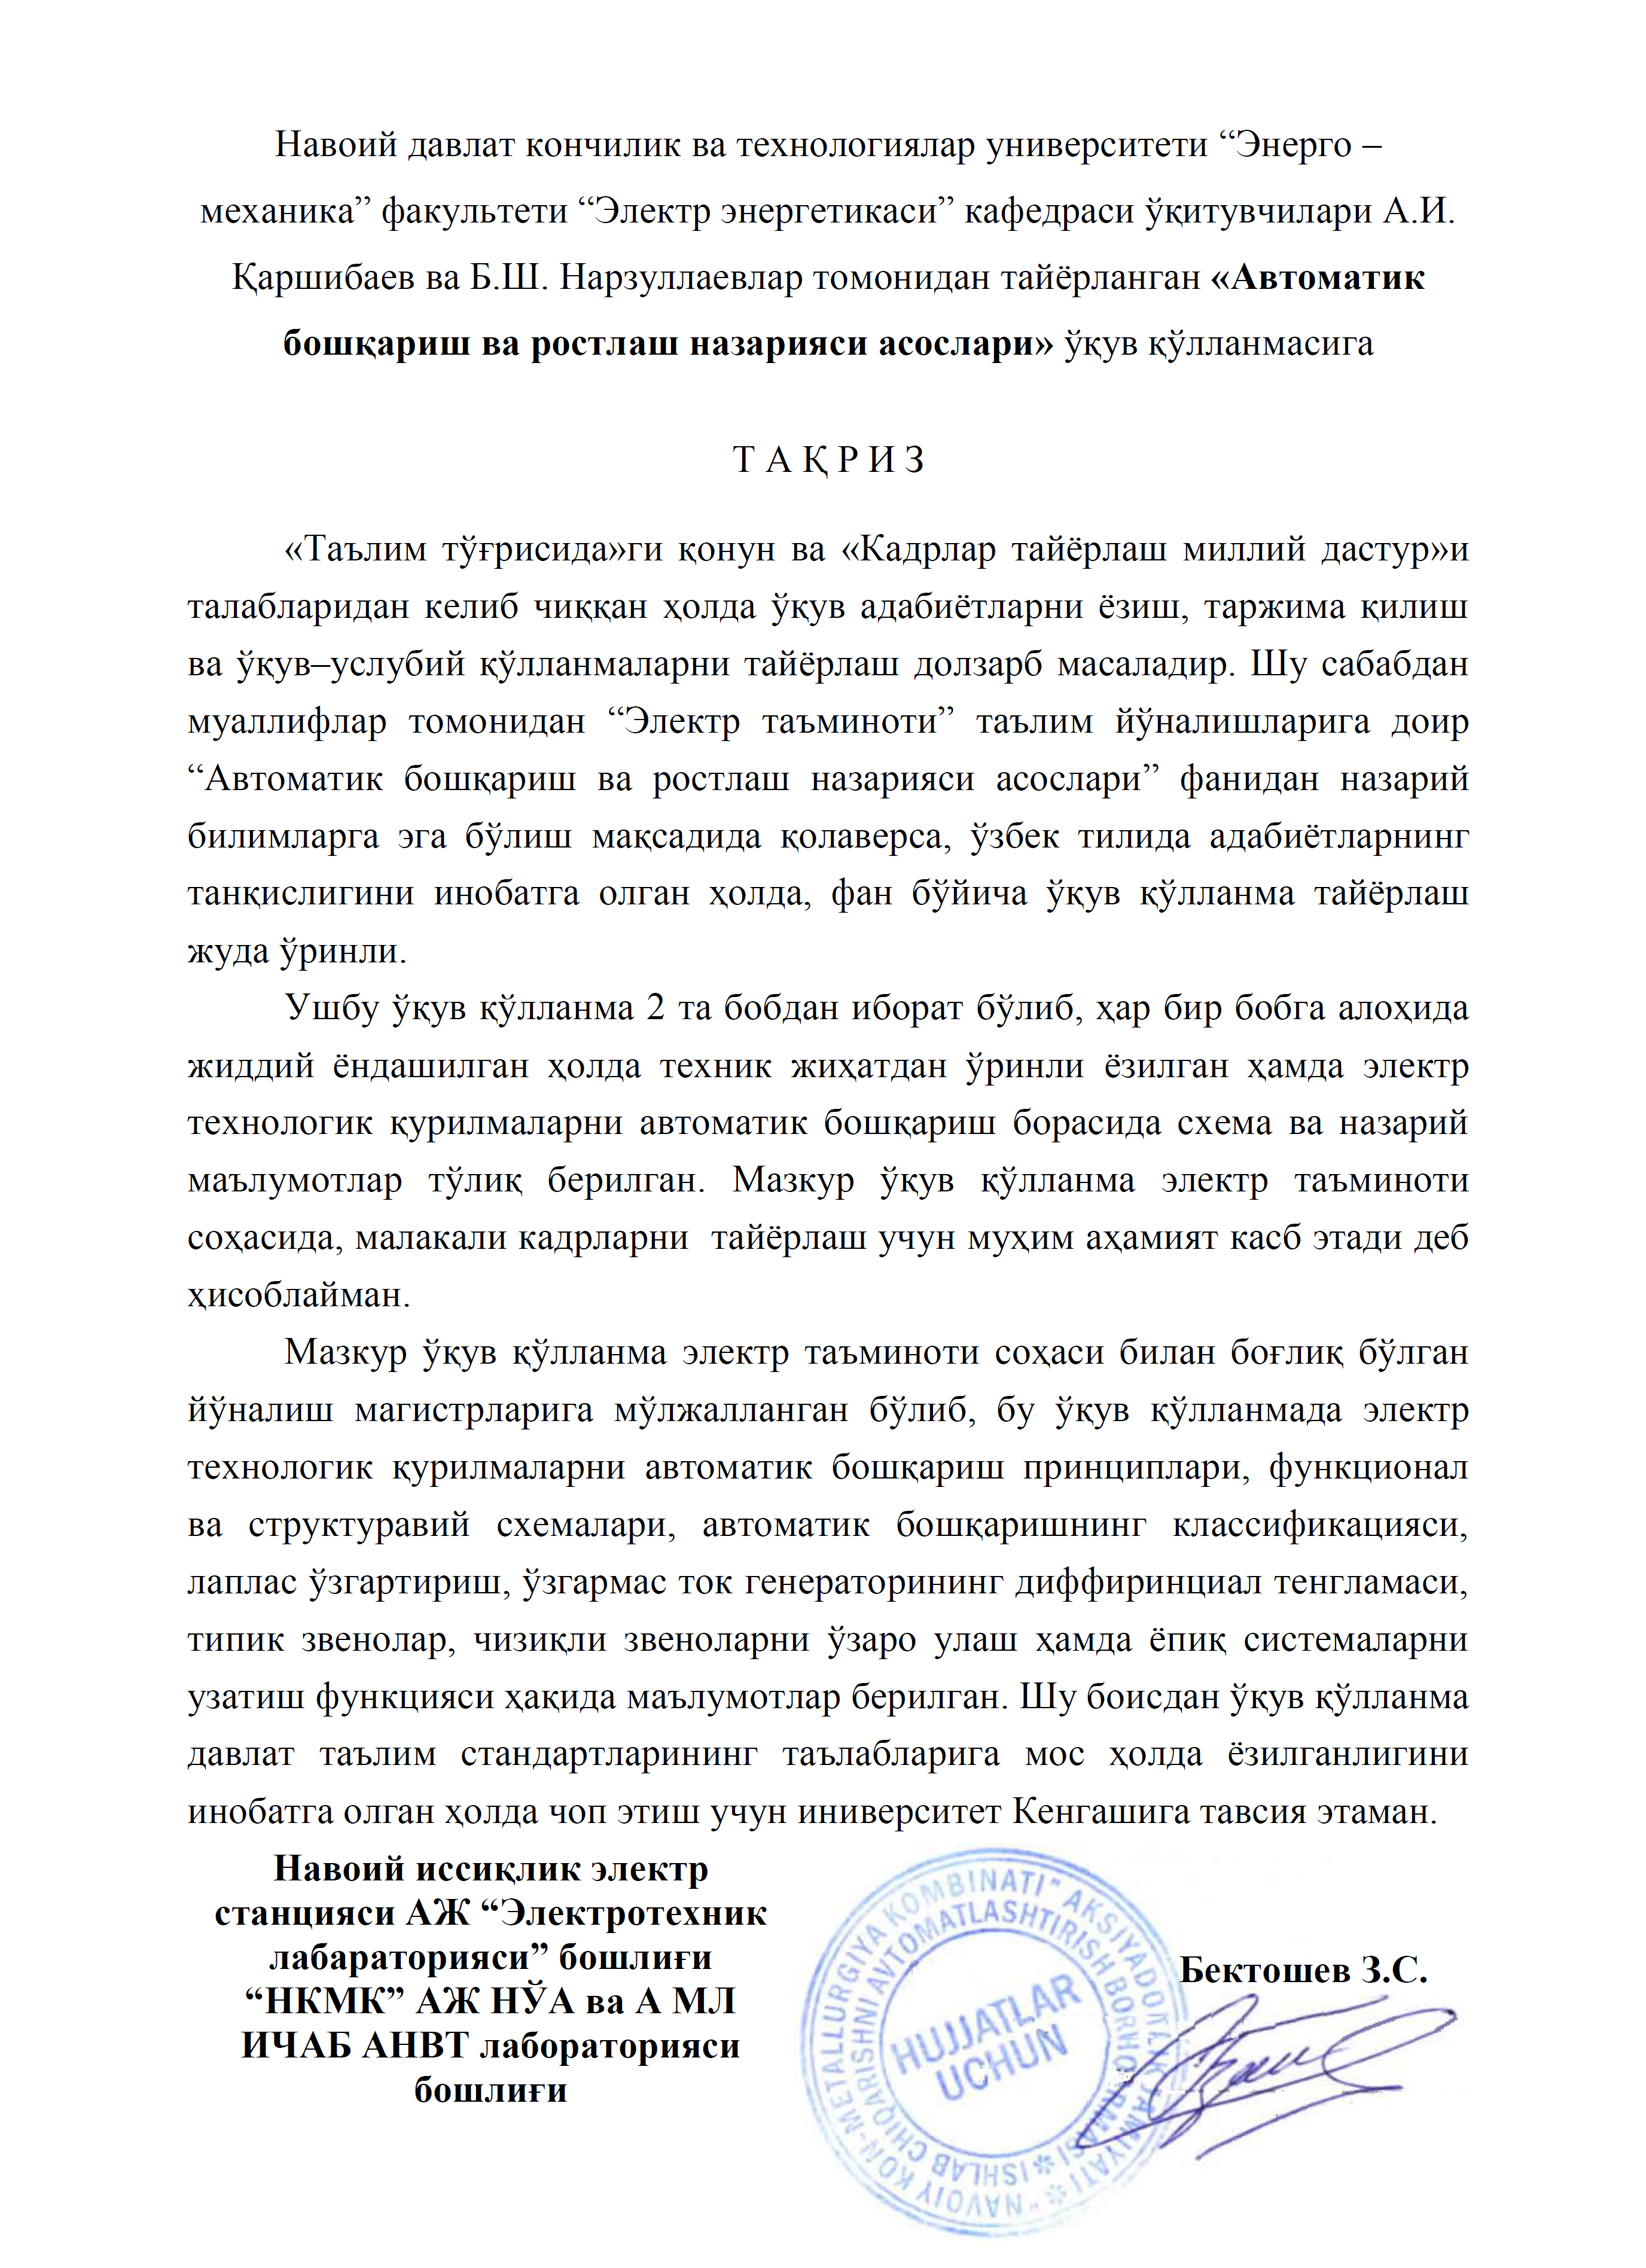 Навоий давлат кончилик ва технологиялар университети “Энерго –
механика” факультети “Электр энергетикаси” кафедраси ўқитувчилари А.И.
Қаршибаев ва Б.Ш. Нарзуллаевлар томонидан тайёрланган «Автоматик
бошқариш ва ростлаш назарияси асослари» ўқув қўлланмасига
Т А Қ Р И З
«Таълим тўғрисида»ги қонун ва «Кадрлар тайёрлаш миллий дастур»и
талабларидан келиб чиққан ҳолда ўқув адабиётларни ёзиш, таржима қилиш
ва ўқув–услубий қўлланмаларни тайёрлаш долзарб масаладир. Шу сабабдан
муаллифлар томонидан “Электр таъминоти” таълим йўналишларига доир
“Автоматик бошқариш ва ростлаш назарияси асослари” фанидан назарий
билимларга эга бўлиш мақсадида қолаверса, ўзбек тилида адабиётларнинг
танқислигини инобатга олган ҳолда, фан бўйича ўқув қўлланма тайёрлаш
жуда ўринли.
Ушбу ўқув қўлланма 2 та бобдан иборат бўлиб, ҳар бир бобга алоҳида
жиддий ёндашилган ҳолда техник жиҳатдан ўринли ёзилган ҳамда электр
технологик қурилмаларни автоматик бошқариш борасида схема ва назарий
маълумотлар тўлиқ берилган. Мазкур ўқув қўлланма электр таъминоти
соҳасида, малакали кадрларни тайёрлаш учун муҳим аҳамият касб этади деб
ҳисоблайман.
Мазкур ўқув қўлланма электр таъминоти соҳаси билан боғлиқ бўлган
йўналиш магистрларига мўлжалланган бўлиб, бу ўқув қўлланмада электр
технологик қурилмаларни автоматик бошқариш принциплари, функционал
ва структуравий схемалари, автоматик бошқаришнинг классификацияси,
лаплас ўзгартириш, ўзгармас ток генераторининг диффиринциал тенгламаси,
типик звенолар, чизиқли звеноларни ўзаро улаш ҳамда ёпиқ системаларни
узатиш функцияси ҳақида маълумотлар берилган. Шу боисдан ўқув қўлланма
давлат таълим стандартларининг таълабларига мос ҳолда ёзилганлигини
инобатга олган ҳолда чоп этиш учун иниверситет Кенгашига тавсия этаман.
Навоий иссиқлик электр
станцияси АЖ “Электротехник
лабараторияси” бошлиғи
“НКМК” АЖ НЎА ва А МЛ
ИЧАБ АНВТ лабораторияси
бошлиғи
Бектошев З.С.
"NAVOIY KON-METALLURGIYA KOMBINATI" AKSIYADORLIK JAMIYATI
ISHLAB CHIQARISHNI AVTOMATLASHTIRISH BOSHQARMASI
HUJJATLAR
UCHUN